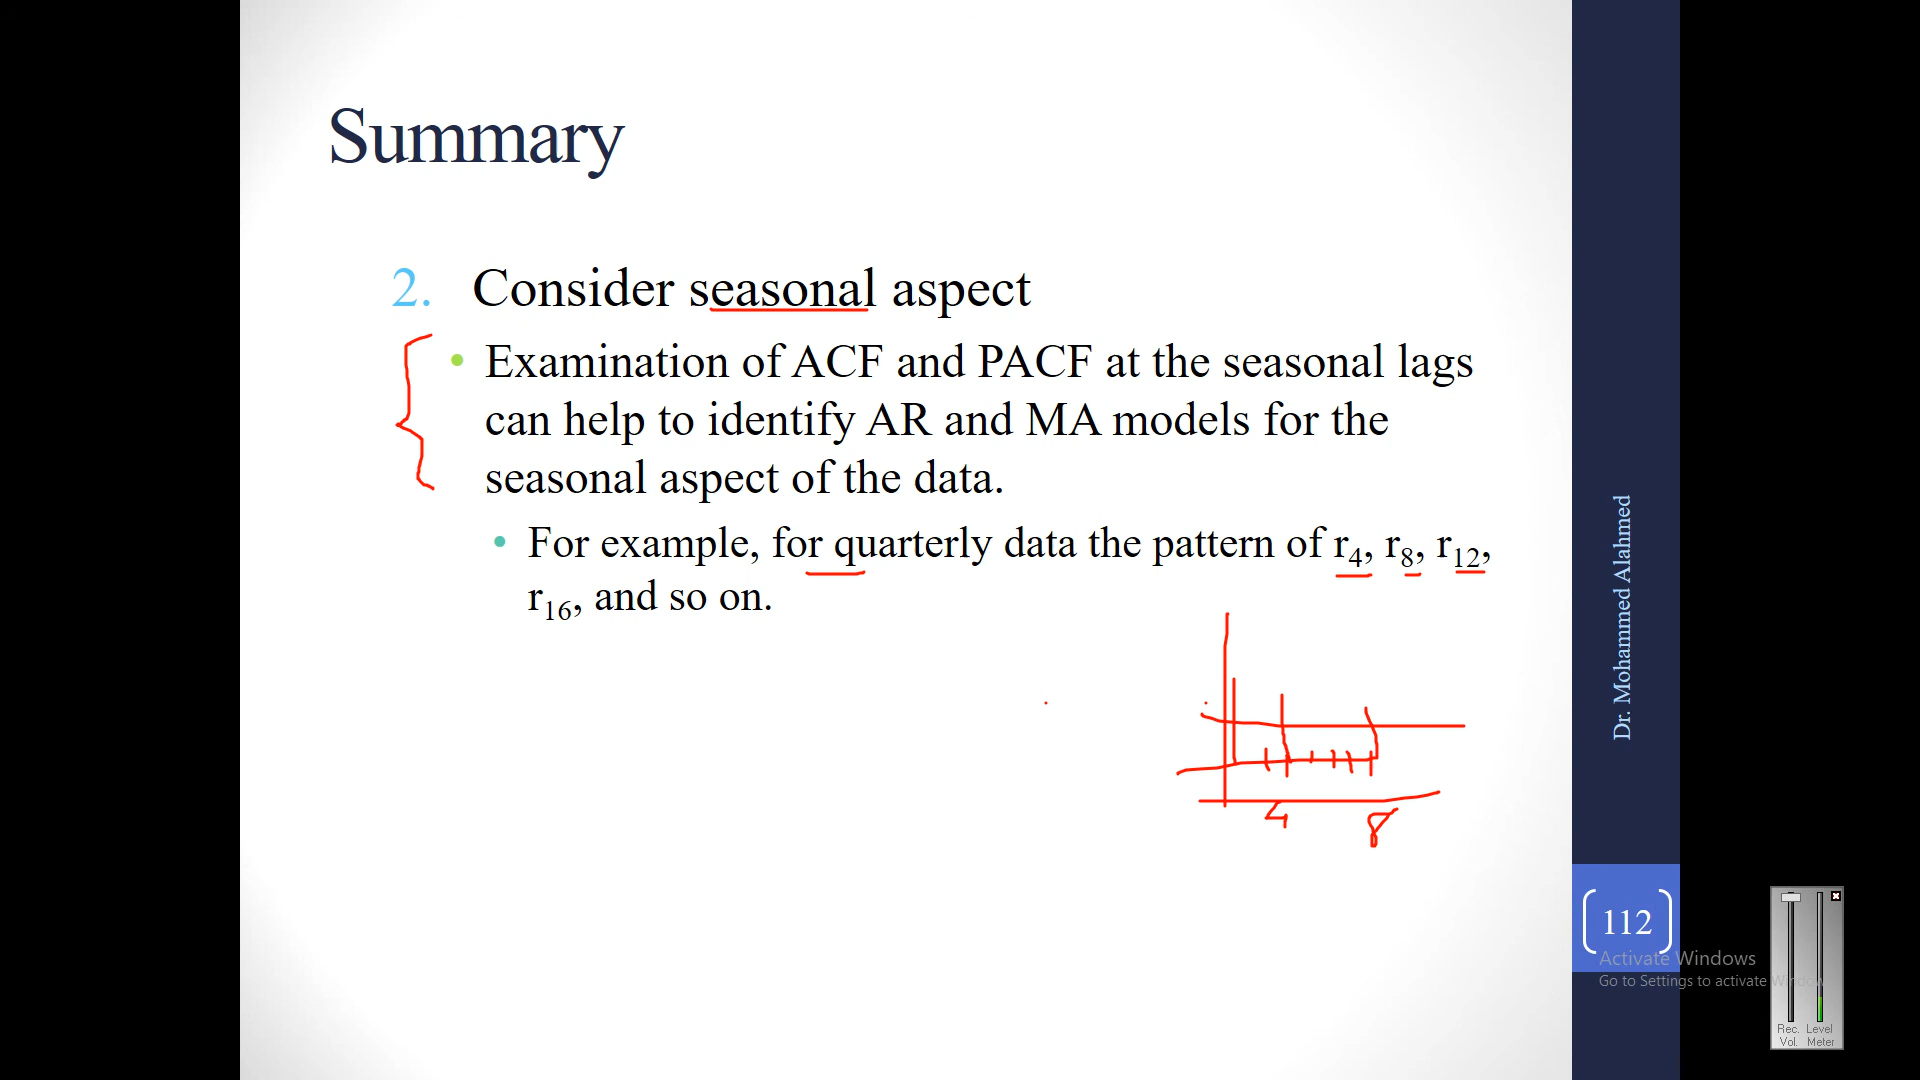 Summary
2. Consider seasonal aspect
• Examination of ACF and PACF at the seasonal lags
can help to identify AR and MA models for the
seasonal aspect of the data.
• For example, for quarterly data the pattern of r4, r8, r12,
r16, and so on.
4 8
Dr. Mohammed Alahmed
112
Activate Windows
Go to Settings to activate Windows
Rec. Level
Vol. Meter